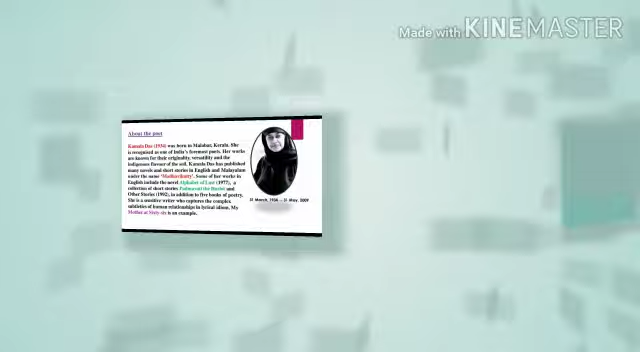 Made with KINEMASTER
About the poet
Kamala Das (1934) was born in Malabar, Kerala. She
is recognised as one of India's foremost poets. Her works
are known for their originality, versatility and the
indigenous flavour of the soil. Kamala Das has published
many novels and short stories in English and Malayalam
under the name 'Madhavikutty'. Some of her works in
English include the novel Alphabet of Lust (1977), a
collection of short stories Padmavati the Harlot and
Other Stories (1992), in addition to five books of poetry.
She is a sensitive writer who captures the complex
subtleties of human relationships in lyrical idiom. My
Mother at Sixty-six is an example.
31 March, 1934 – 31 May, 2009